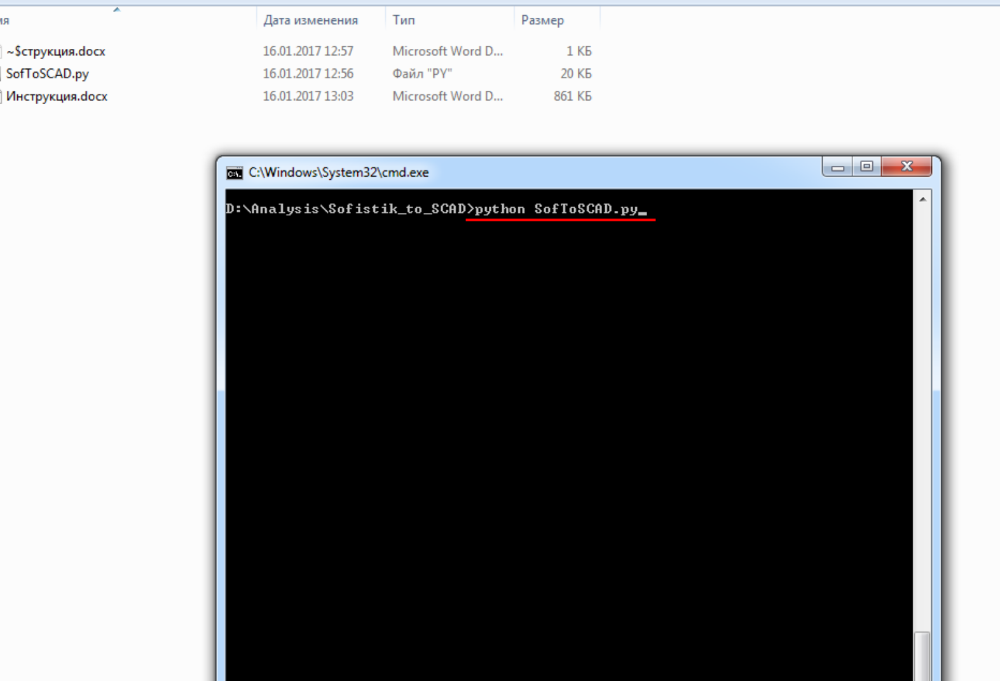 ия Дата изменения Тип Размер
~$струкция.docx 16.01.2017 12:57 Microsoft Word D... 1 КБ
SofToSCAD.py 16.01.2017 12:56 Файл "PY" 20 КБ
Инструкция.docx 16.01.2017 13:03 Microsoft Word D... 861 КБ
C:\Windows\System32\cmd.exe
D:\Analysis\Sofistik_to_SCAD>python SofToSCAD.py_